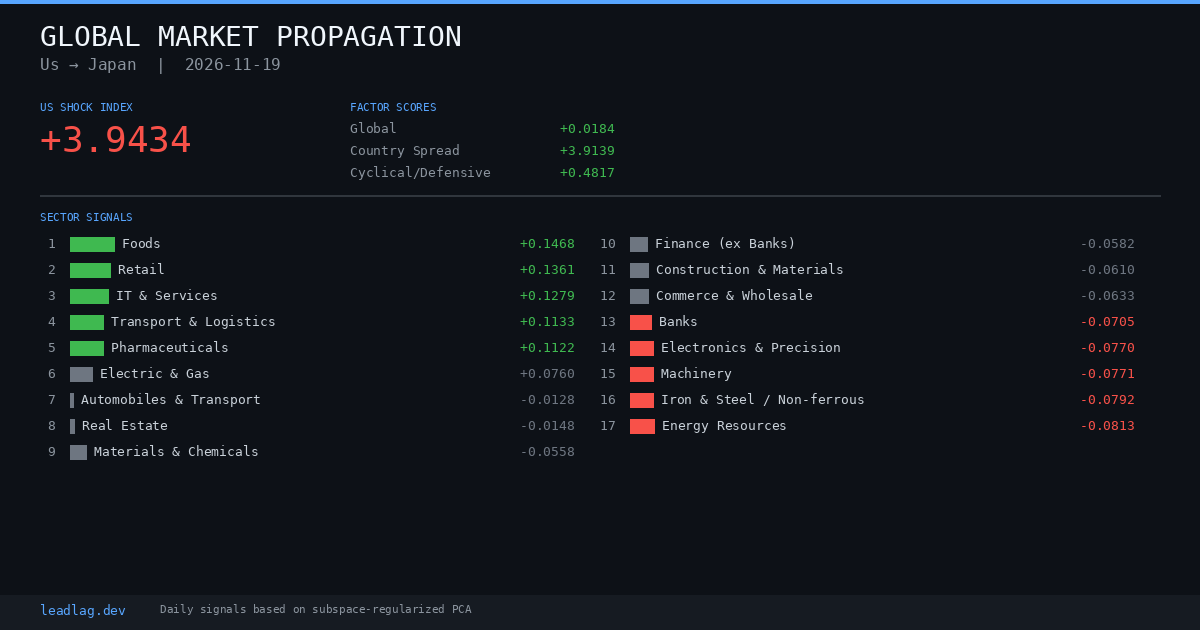 GLOBAL MARKET PROPAGATION
Us → Japan | 2026-11-19
US SHOCK INDEX
+3.9434
FACTOR SCORES
Global +0.0184
Country Spread +3.9139
Cyclical/Defensive +0.4817
SECTOR SIGNALS
1 Foods +0.1468
2 Retail +0.1361
3 IT & Services +0.1279
4 Transport & Logistics +0.1133
5 Pharmaceuticals +0.1122
6 Electric & Gas +0.0760
7 Automobiles & Transport -0.0128
8 Real Estate -0.0148
9 Materials & Chemicals -0.0558
10 Finance (ex Banks) -0.0582
11 Construction & Materials -0.0610
12 Commerce & Wholesale -0.0633
13 Banks -0.0705
14 Electronics & Precision -0.0770
15 Machinery -0.0771
16 Iron & Steel / Non-ferrous -0.0792
17 Energy Resources -0.0813
leadlag.dev Daily signals based on subspace-regularized PCA